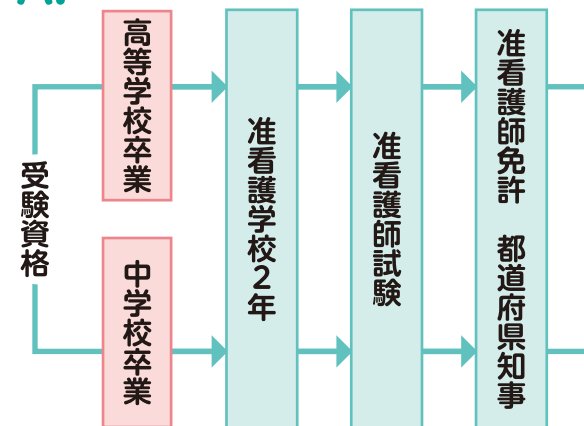 受験資格
高等学校卒業
中学校卒業
准看護学校2年
准看護師試験
准看護師免許　都道府県知事